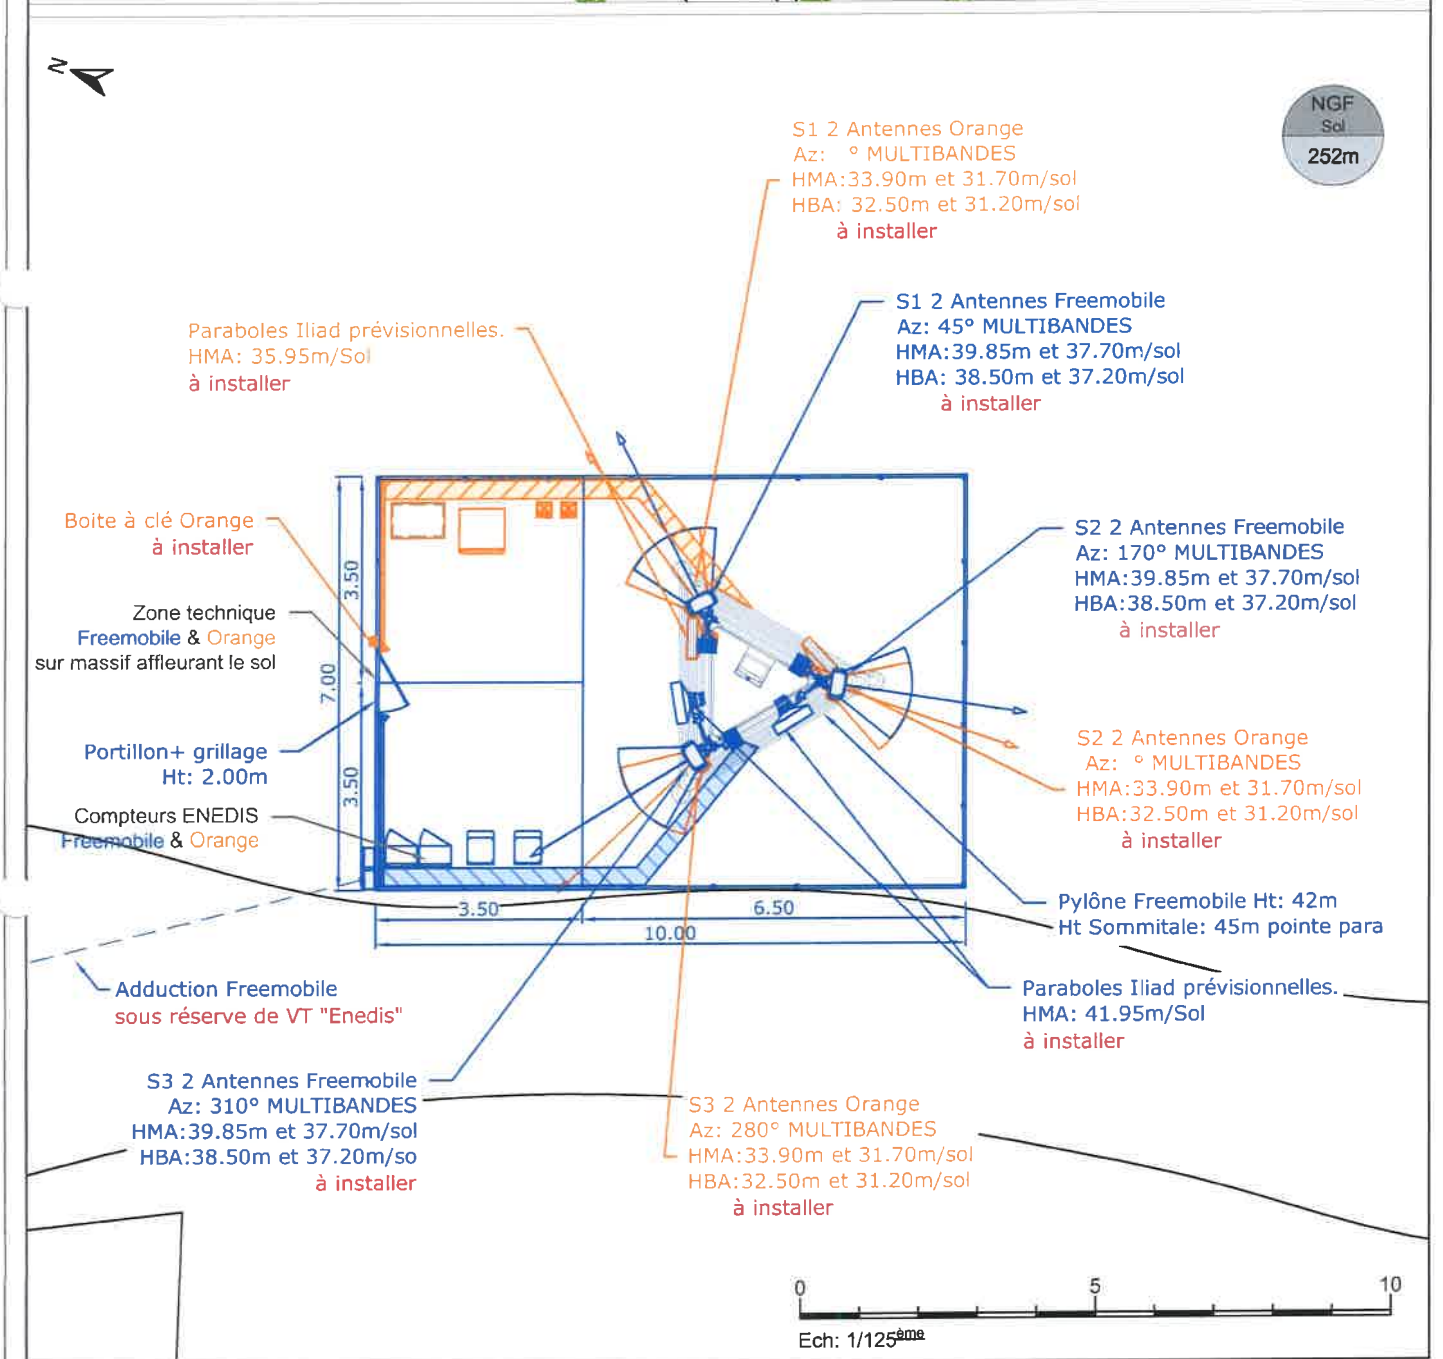 N
NGF
Sol
252m
S1 2 Antennes Orange
Az: ° MULTIBANDES
HMA:33.90m et 31.70m/sol
HBA: 32.50m et 31.20m/sol
à installer
S1 2 Antennes Freemobile
Az: 45° MULTIBANDES
HMA:39.85m et 37.70m/sol
HBA: 38.50m et 37.20m/sol
à installer
Paraboles Iliad prévisionnelles.
HMA: 35.95m/Sol
à installer
Boite à clé Orange
à installer
Zone technique
Freemobile & Orange
sur massif affleurant le sol
Portillon+ grillage
Ht: 2.00m
Compteurs ENEDIS
Freemobile & Orange
3.50
7.00
3.50
S2 2 Antennes Freemobile
Az: 170° MULTIBANDES
HMA:39.85m et 37.70m/sol
HBA:38.50m et 37.20m/sol
à installer
S2 2 Antennes Orange
Az: ° MULTIBANDES
HMA:33.90m et 31.70m/sol
HBA:32.50m et 31.20m/sol
à installer
3.50
6.50
10.00
Pylône Freemobile Ht: 42m
Ht Sommitale: 45m pointe para
Paraboles Iliad prévisionnelles.
HMA: 41.95m/Sol
à installer
Adduction Freemobile
sous réserve de VT "Enedis"
S3 2 Antennes Freemobile
Az: 310° MULTIBANDES
HMA:39.85m et 37.70m/sol
HBA:38.50m et 37.20m/so
à installer
S3 2 Antennes Orange
Az: 280° MULTIBANDES
HMA:33.90m et 31.70m/sol
HBA:32.50m et 31.20m/sol
à installer
0 5 10
Ech: 1/125ème